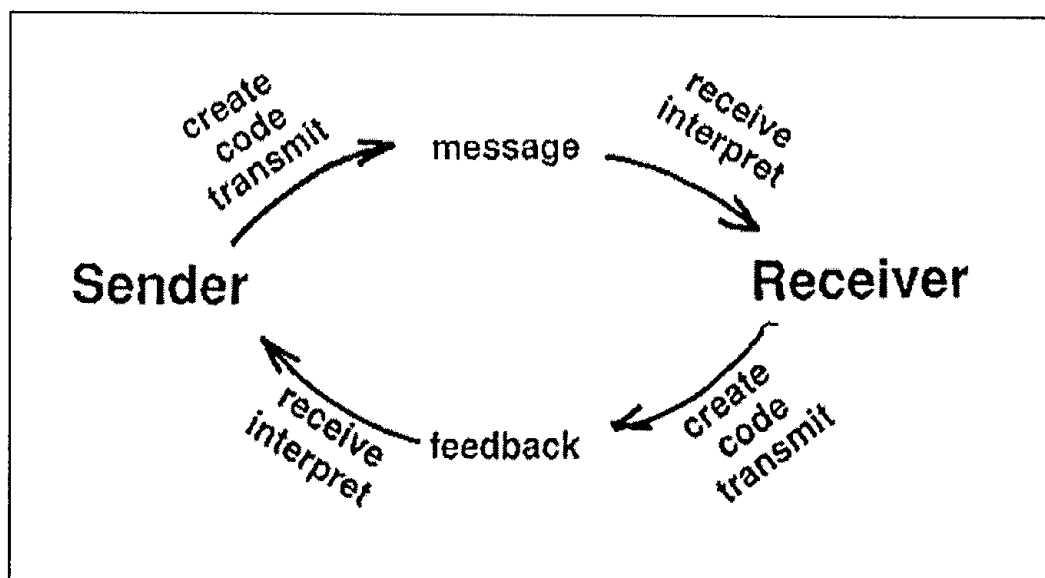 create
code
transmit
message
receive
interpret
Sender
Receiver
receive
interpret
feedback
create
code
transmit